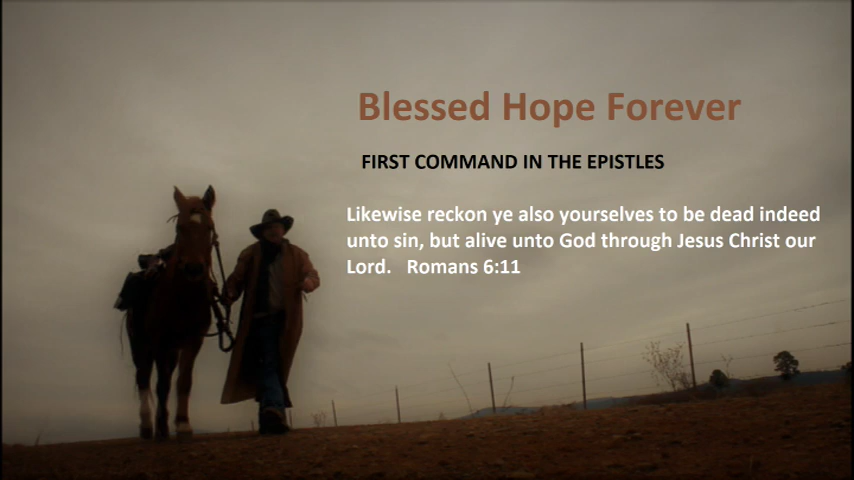 Blessed Hope Forever
FIRST COMMAND IN THE EPISTLES
Likewise reckon ye also yourselves to be dead indeed
unto sin, but alive unto God through Jesus Christ our
Lord.   Romans 6:11